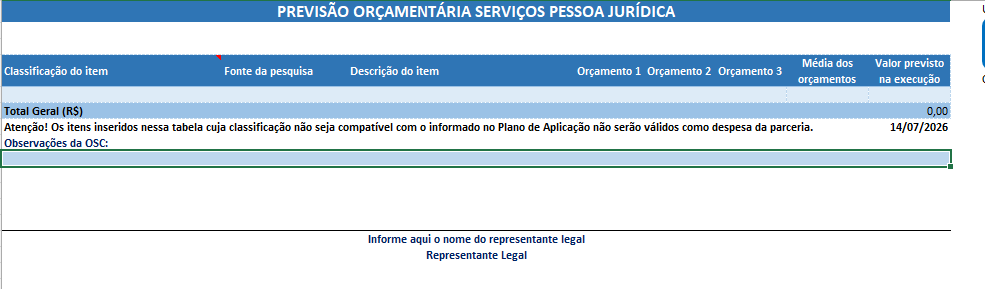 PREVISÃO ORÇAMENTÁRIA SERVIÇOS PESSOA JURÍDICA
Classificação do item Fonte da pesquisa Descrição do item Orçamento 1 Orçamento 2 Orçamento 3 Média dos orçamentos Valor previsto na execução
Total Geral (R$) 0,00
Atenção! Os itens inseridos nessa tabela cuja classificação não seja compatível com o informado no Plano de Aplicação não serão válidos como despesa da parceria. 14/07/2026
Observações da OSC:
Informe aqui o nome do representante legal
Representante Legal